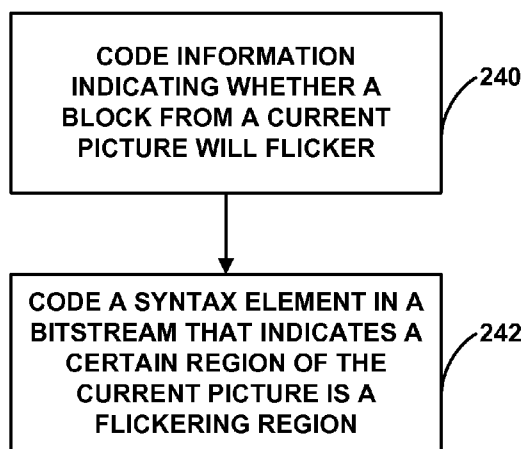 CODE INFORMATION
INDICATING WHETHER A
BLOCK FROM A CURRENT
PICTURE WILL FLICKER
240
CODE A SYNTAX ELEMENT IN A
BITSTREAM THAT INDICATES A
CERTAIN REGION OF THE
CURRENT PICTURE IS A
FLICKERING REGION
242